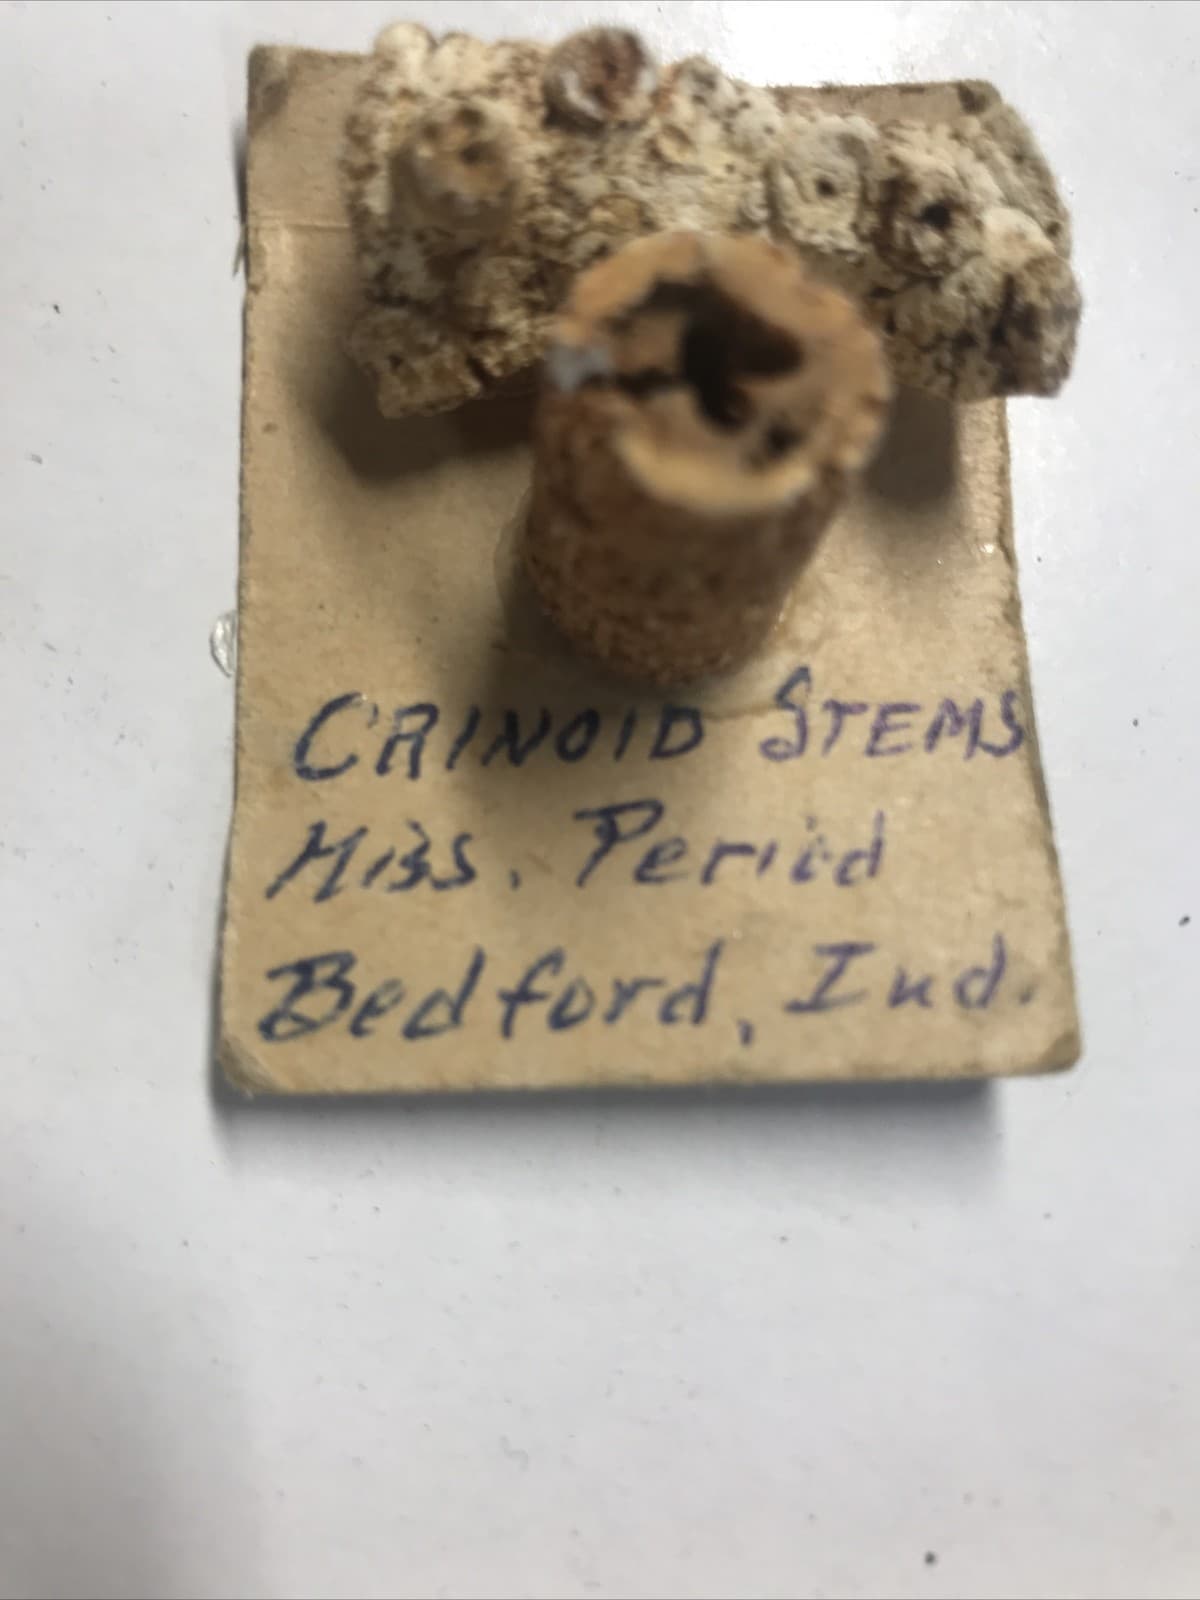 CRINOID STEMS
Miss. Period
Bedford, Ind.